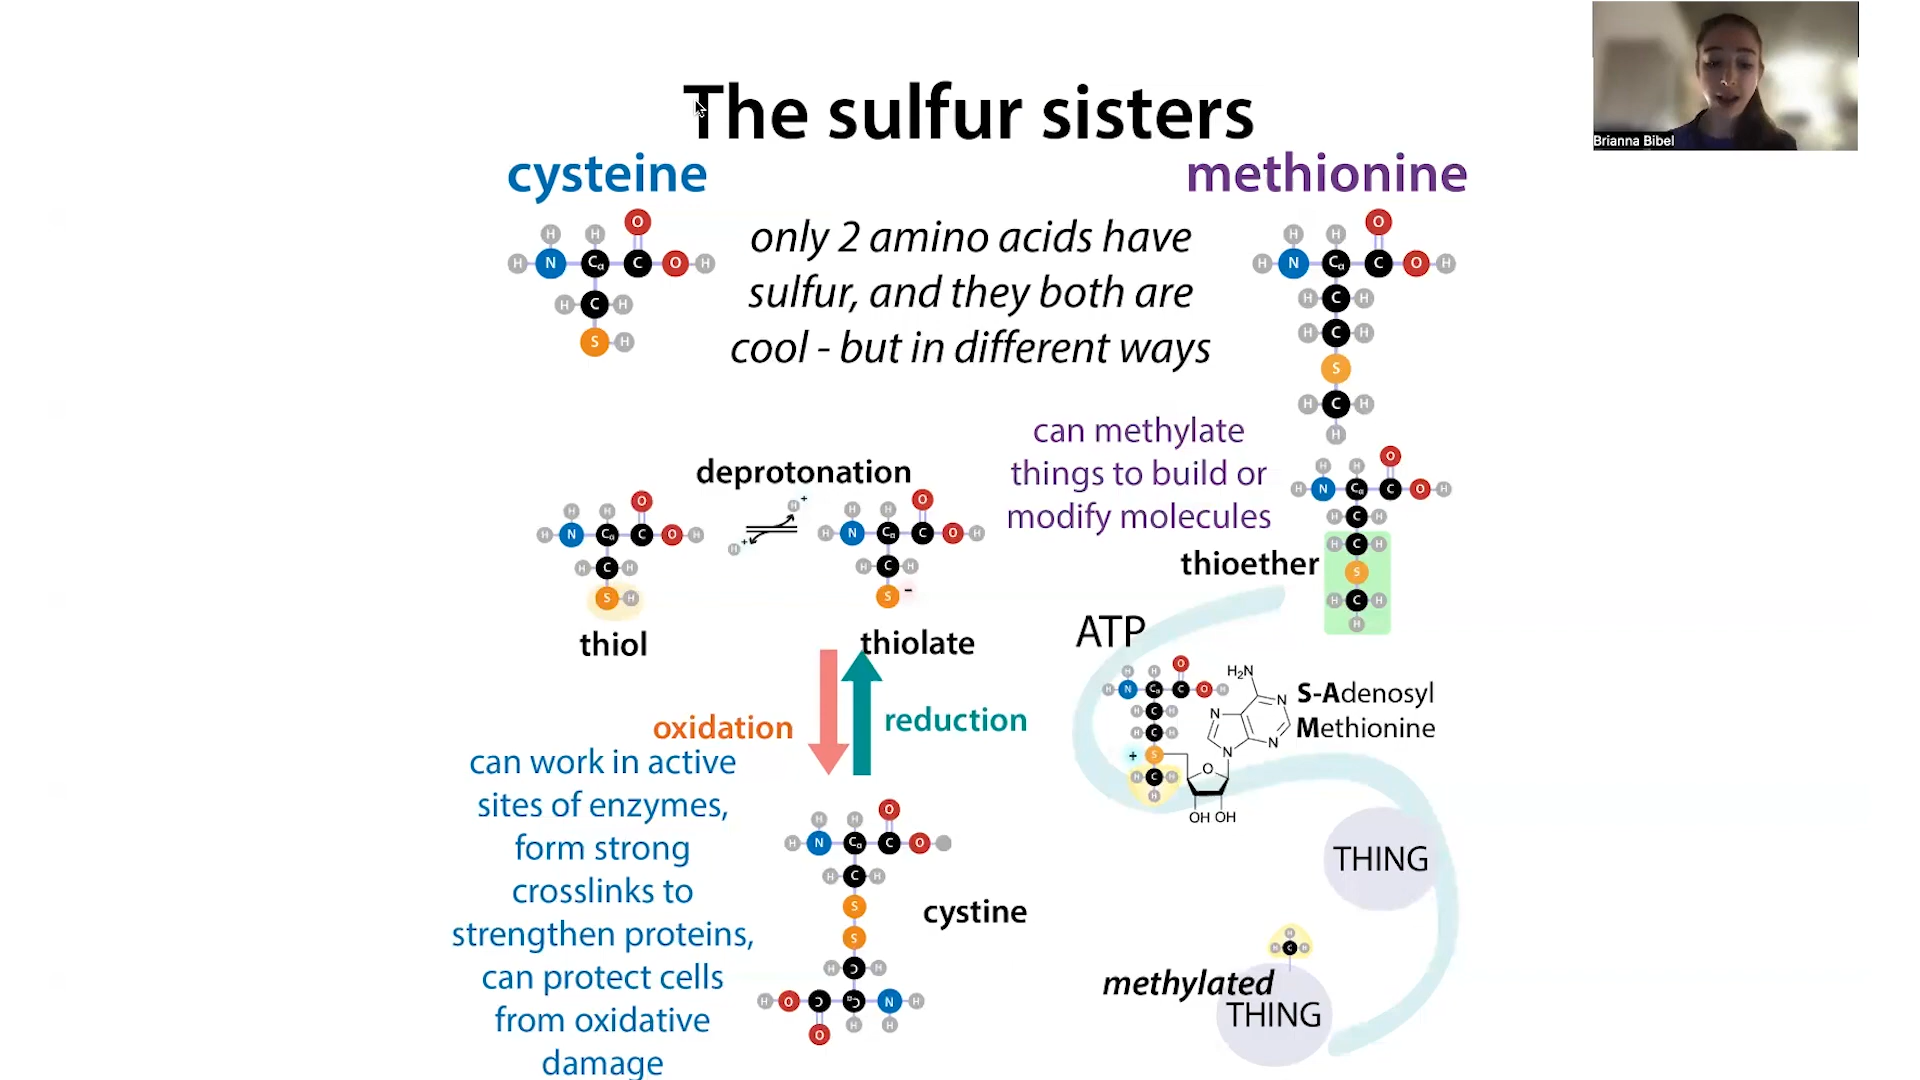 The sulfur sisters
Brianna Bibel
cysteine
methionine
only 2 amino acids have
sulfur, and they both are
cool - but in different ways
can methylate
things to build or
modify molecules
deprotonation
thiol
thiolate
thioether
oxidation
reduction
can work in active
sites of enzymes,
form strong
crosslinks to
strengthen proteins,
can protect cells
from oxidative
damage
cystine
ATP
H₂N
N
N
N
N
O
OH OH
S-Adenosyl
Methionine
THING
methylated
THING